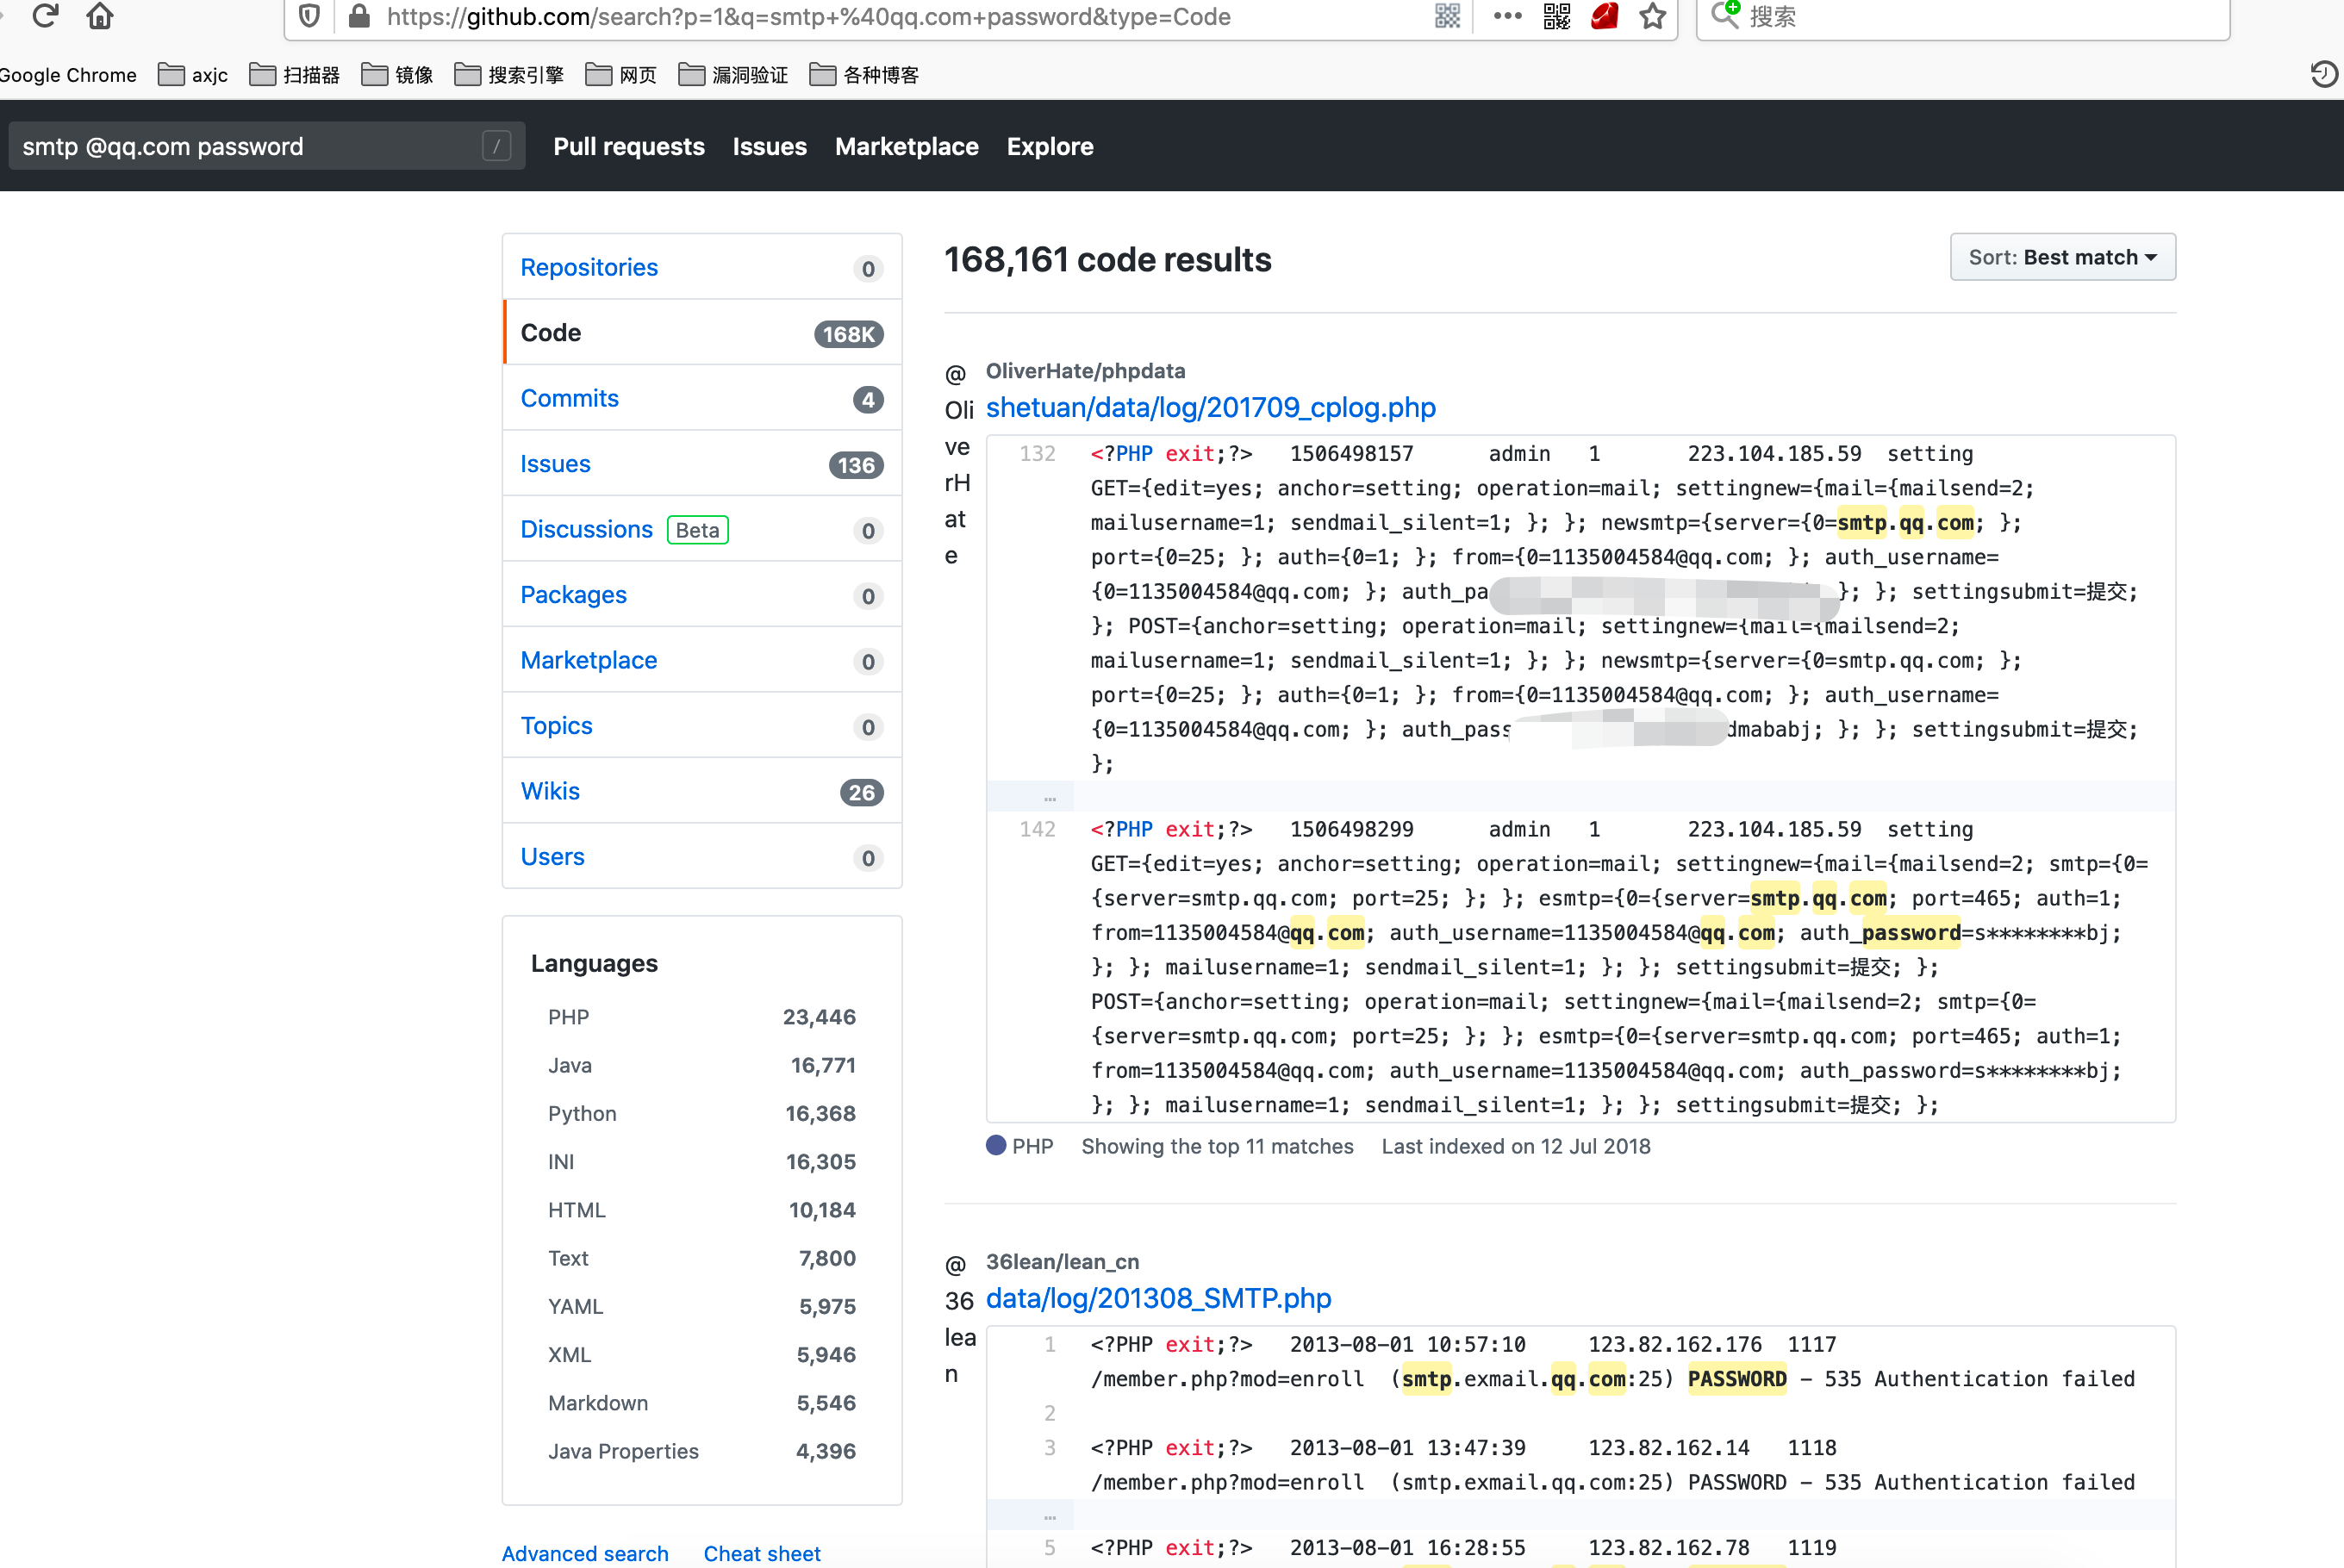 https://github.com/search?p=1&q=smtp+%40qq.com+password&type=Code
搜索
Google Chrome axjc 扫描器 镜像 搜索引擎 网页 漏洞验证 各种博客
smtp @qq.com password / Pull requests Issues Marketplace Explore
Repositories 0
Code 168K
Commits 4
Issues 136
Discussions Beta 0
Packages 0
Marketplace 0
Topics 0
Wikis 26
Users 0
Languages
PHP 23,446
Java 16,771
Python 16,368
INI 16,305
HTML 10,184
Text 7,800
YAML 5,975
XML 5,946
Markdown 5,546
Java Properties 4,396
Advanced search Cheat sheet
168,161 code results
Sort: Best match
@OliverHate
OliverHate/phpdata
shetuan/data/log/201709_cplog.php
132 <?PHP exit;?> 1506498157 admin 1 223.104.185.59 setting
GET={edit=yes; anchor=setting; operation=mail; settingnew={mail={mailsend=2;
mailusername=1; sendmail_silent=1; }; }; newsmtp={server={0=smtp.qq.com; };
port={0=25; }; auth={0=1; }; from={0=1135004584@qq.com; }; auth_username=
{0=1135004584@qq.com; }; auth_pa }; }; settingsubmit=提交;
}; POST={anchor=setting; operation=mail; settingnew={mail={mailsend=2;
mailusername=1; sendmail_silent=1; }; }; newsmtp={server={0=smtp.qq.com; };
port={0=25; }; auth={0=1; }; from={0=1135004584@qq.com; }; auth_username=
{0=1135004584@qq.com; }; auth_pass dmababj; }; }; settingsubmit=提交;
};
…
142 <?PHP exit;?> 1506498299 admin 1 223.104.185.59 setting
GET={edit=yes; anchor=setting; operation=mail; settingnew={mail={mailsend=2; smtp={0=
{server=smtp.qq.com; port=25; }; }; esmtp={0={server=smtp.qq.com; port=465; auth=1;
from=1135004584@qq.com; auth_username=1135004584@qq.com; auth_password=s********bj;
}; }; mailusername=1; sendmail_silent=1; }; }; settingsubmit=提交; };
POST={anchor=setting; operation=mail; settingnew={mail={mailsend=2; smtp={0=
{server=smtp.qq.com; port=25; }; }; esmtp={0={server=smtp.qq.com; port=465; auth=1;
from=1135004584@qq.com; auth_username=1135004584@qq.com; auth_password=s********bj;
}; }; mailusername=1; sendmail_silent=1; }; }; settingsubmit=提交; };
PHP Showing the top 11 matches Last indexed on 12 Jul 2018
@36lean
36lean/lean_cn
data/log/201308_SMTP.php
1 <?PHP exit;?> 2013-08-01 10:57:10 123.82.162.176 1117
/member.php?mod=enroll (smtp.exmail.qq.com:25) PASSWORD - 535 Authentication failed
2
3 <?PHP exit;?> 2013-08-01 13:47:39 123.82.162.14 1118
/member.php?mod=enroll (smtp.exmail.qq.com:25) PASSWORD - 535 Authentication failed
…
5 <?PHP exit;?> 2013-08-01 16:28:55 123.82.162.78 1119